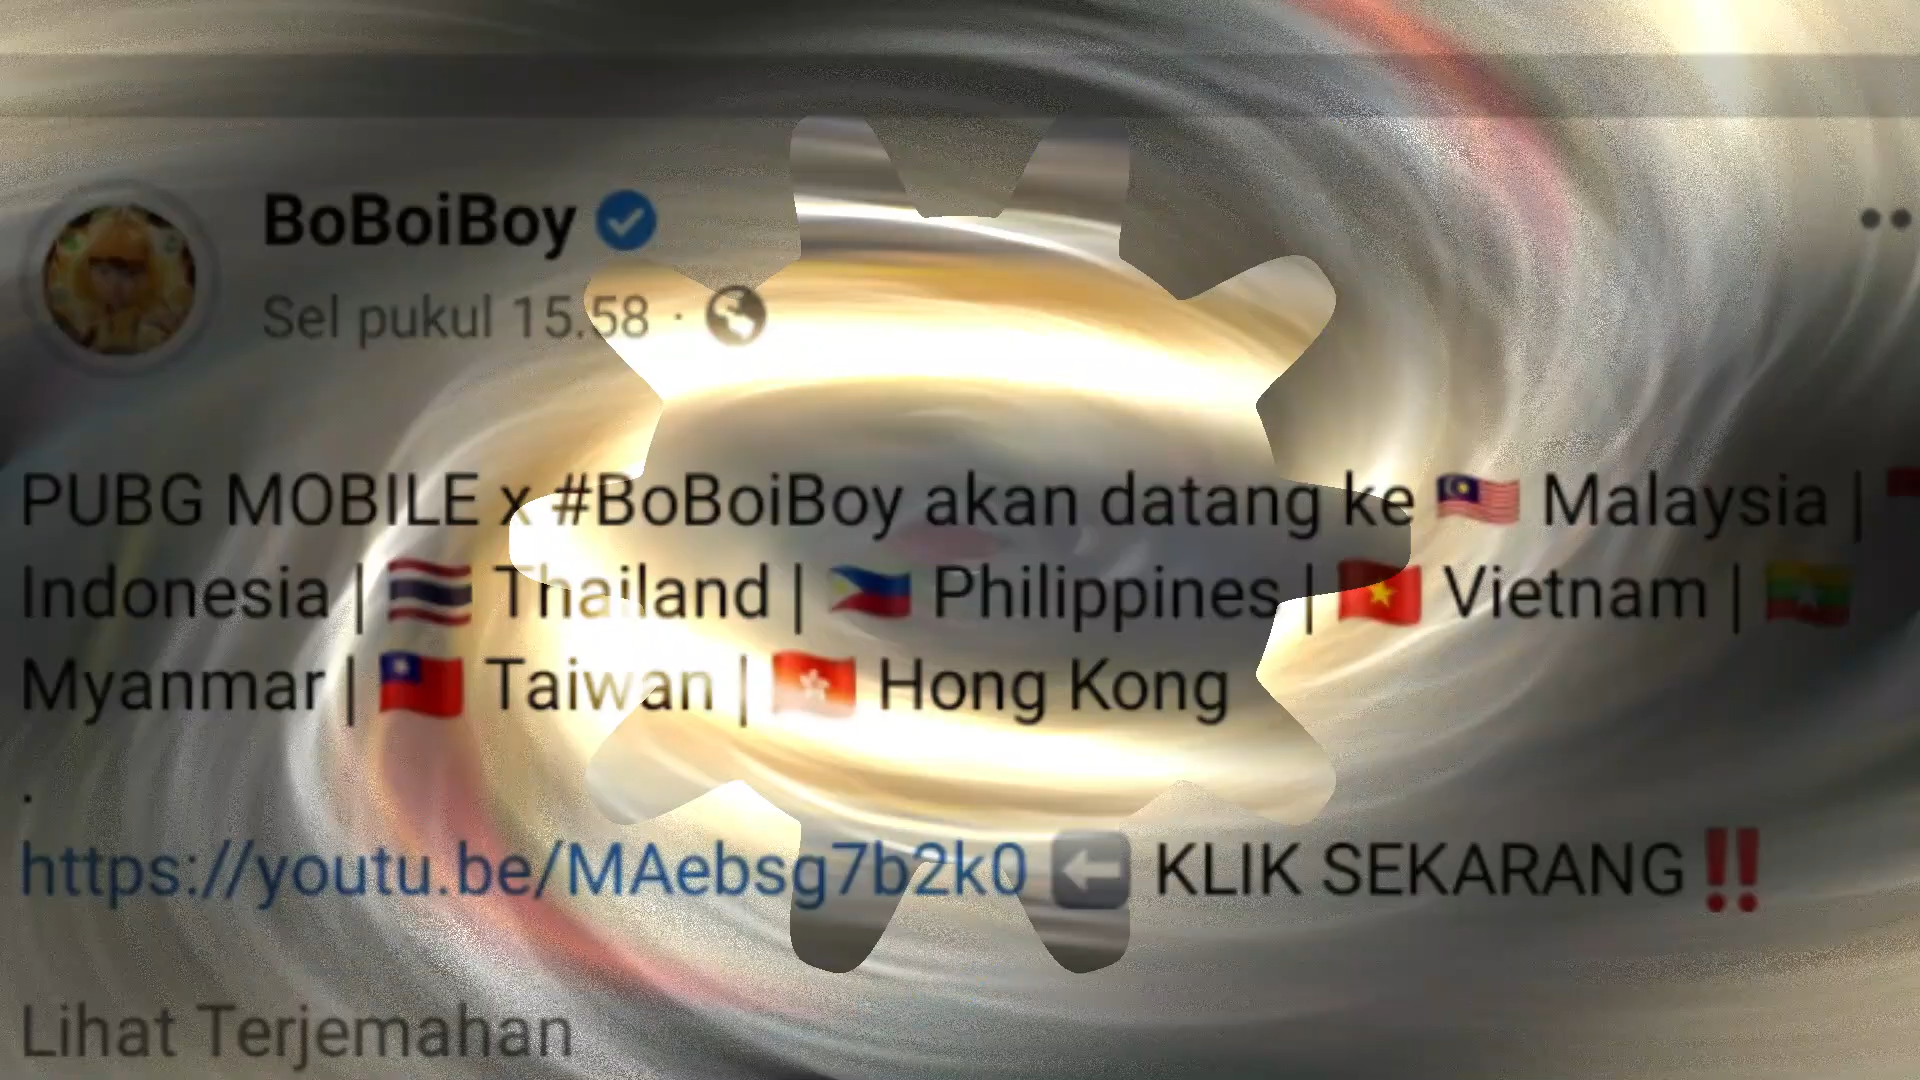 BoBoiBoy
Sel pukul 15.58 ·
PUBG MOBILE x #BoBoiBoy akan datang ke 🇲🇾 Malaysia |
Indonesia | 🇹🇭 Thailand | 🇵🇭 Philippines | 🇻🇳 Vietnam | 🇲🇲
Myanmar | 🇹🇼 Taiwan | 🇭🇰 Hong Kong
.
https://youtu.be/MAebsg7b2k0 ⬅️ KLIK SEKARANG‼️
Lihat Terjemahan